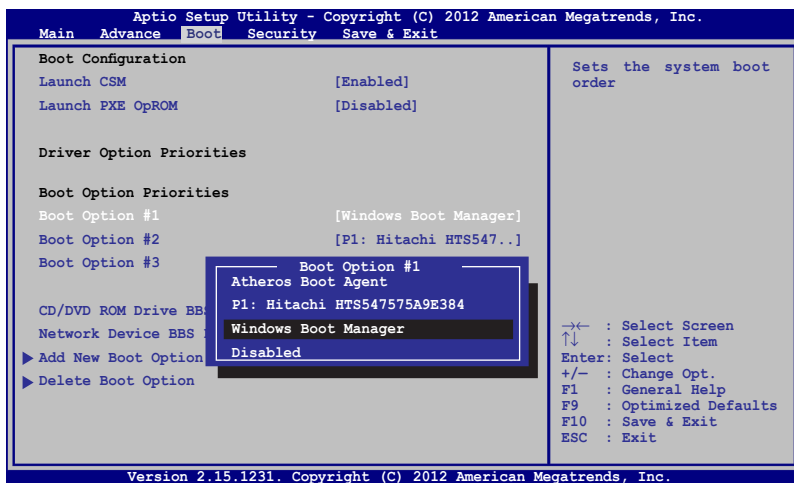 Aptio Setup Utility - Copyright (C) 2012 American Megatrends, Inc.
Main Advance Boot Security Save & Exit
Boot Configuration
Launch CSM [Enabled]
Launch PXE OpROM [Disabled]
Driver Option Priorities
Boot Option Priorities
Boot Option #1 [Windows Boot Manager]
Boot Option #2 [P1: Hitachi HTS547..]
Boot Option #3
CD/DVD ROM Drive BB
Network Device BBS
Add New Boot Option
Delete Boot Option
Boot Option #1
Atheros Boot Agent
P1: Hitachi HTS547575A9E384
Windows Boot Manager
Disabled
Sets the system boot
order
→← : Select Screen
↑↓ : Select Item
Enter: Select
+/— : Change Opt.
F1 : General Help
F9 : Optimized Defaults
F10 : Save & Exit
ESC : Exit
Version 2.15.1231. Copyright (C) 2012 American Megatrends, Inc.